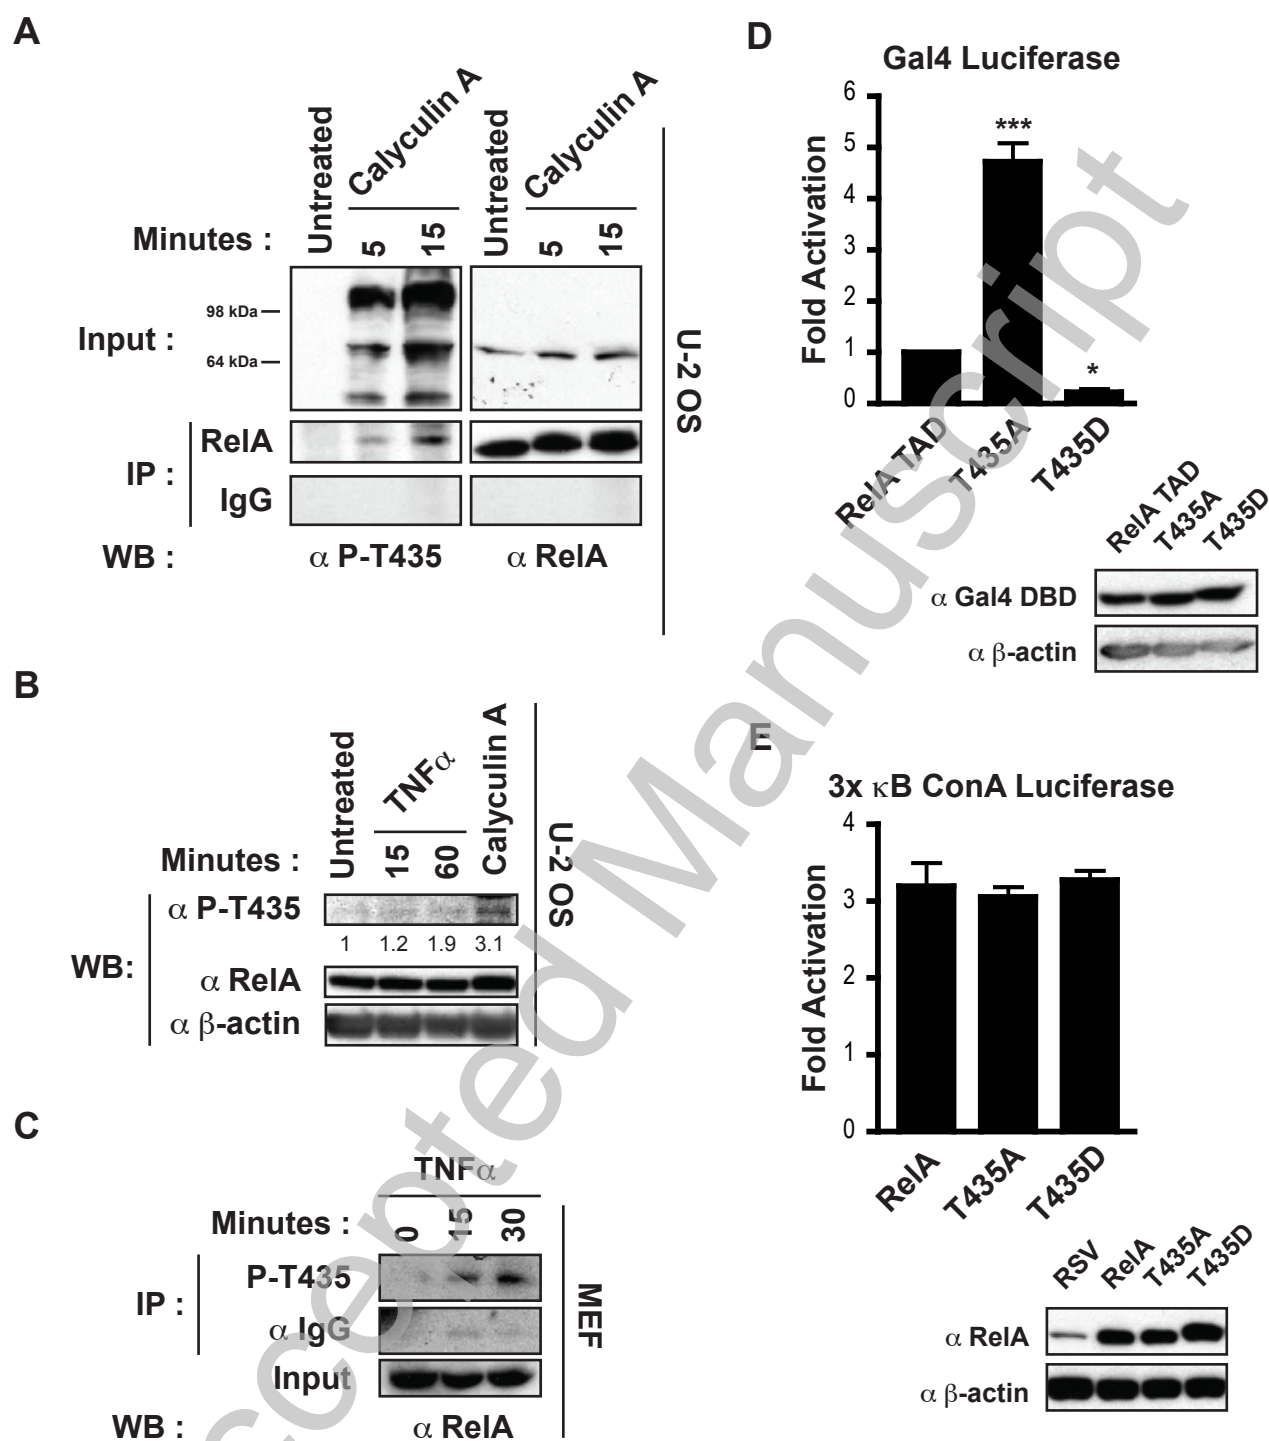 A
Untreated
Calyculin A
Untreated
Calyculin A
Minutes :
5
15
5
15
Input :
98 kDa
64 kDa
IP :
RelA
IgG
WB :
α P-T435
α RelA
U-2 OS
B
Untreated
TNFα
Calyculin A
Minutes :
15
60
WB:
α P-T435
1 1.2 1.9 3.1
α RelA
α β-actin
U-2 OS
C
TNFα
Minutes :
0
15
30
IP :
P-T435
α IgG
Input
WB :
α RelA
MEF
D
Gal4 Luciferase
Fold Activation
6
5
4
3
2
1
0
***
*
RelA TAD
T435A
T435D
RelA TAD
T435A
T435D
α Gal4 DBD
α β-actin
E
3x κB ConA Luciferase
Fold Activation
4
3
2
1
0
RelA
T435A
T435D
RSV
RelA
T435A
T435D
α RelA
α β-actin
ccepted Manuscript